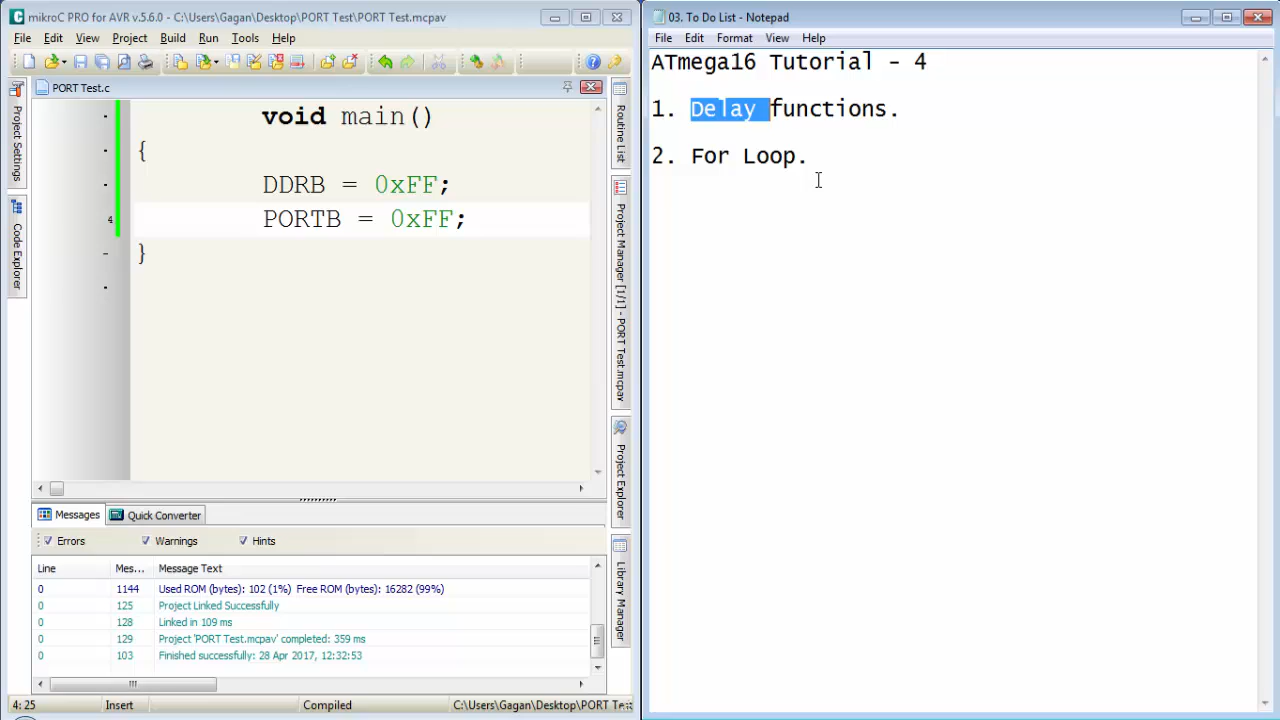 mikroC PRO for AVR v.5.6.0 - C:\Users\Gagan\Desktop\PORT Test\PORT Test.mcpav
File Edit View Project Build Run Tools Help
PORT Test.c
void main()
{
DDRB = 0xFF;
4
PORTB = 0xFF;
}
Project Settings
Code Explorer
Routine List
Project Manager [1/1] - PORT Test.mcpav
Project Explorer
Library Manager
Messages Quick Converter
Errors Warnings Hints
Line Mes... Message Text
0 1144 Used ROM (bytes): 102 (1%) Free ROM (bytes): 16282 (99%)
0 125 Project Linked Successfully
0 128 Linked in 109 ms
0 129 Project 'PORT Test.mcpav' completed: 359 ms
0 103 Finished successfully: 28 Apr 2017, 12:32:53
4: 25 Insert Compiled C:\Users\Gagan\Desktop\PORT
03. To Do List - Notepad
File Edit Format View Help
ATmega16 Tutorial - 4
1. Delay functions.
2. For Loop.